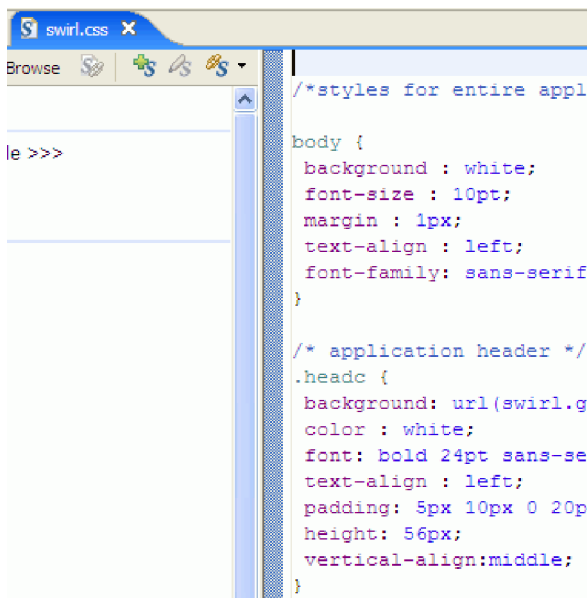 swirl.css
Browse
le >>>
/*styles for entire appl
body {
background : white;
font-size : 10pt;
margin : 1px;
text-align : left;
font-family: sans-serif
}
/* application header */
.headc {
background: url(swirl.g
color : white;
font: bold 24pt sans-se
text-align : left;
padding: 5px 10px 0 20p
height: 56px;
vertical-align:middle;
}